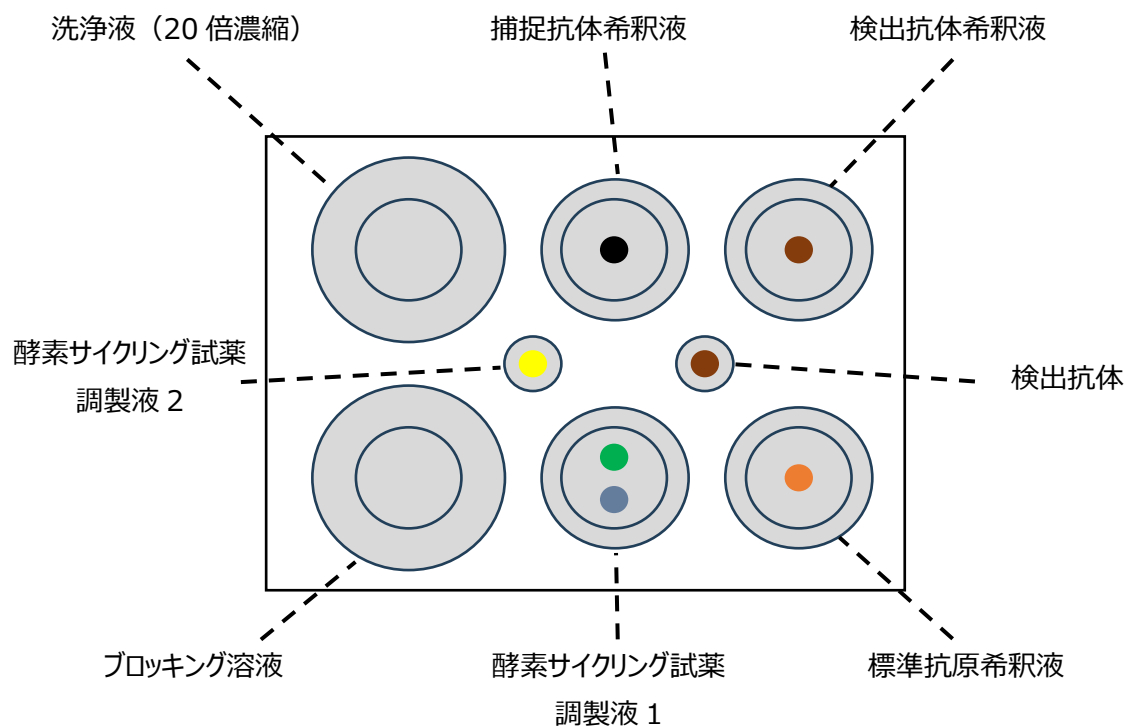 洗浄液（20 倍濃縮）
捕捉抗体希釈液
検出抗体希釈液
酵素サイクリング試薬
調製液 2
検出抗体
ブロッキング溶液
酵素サイクリング試薬
調製液 1
標準抗原希釈液